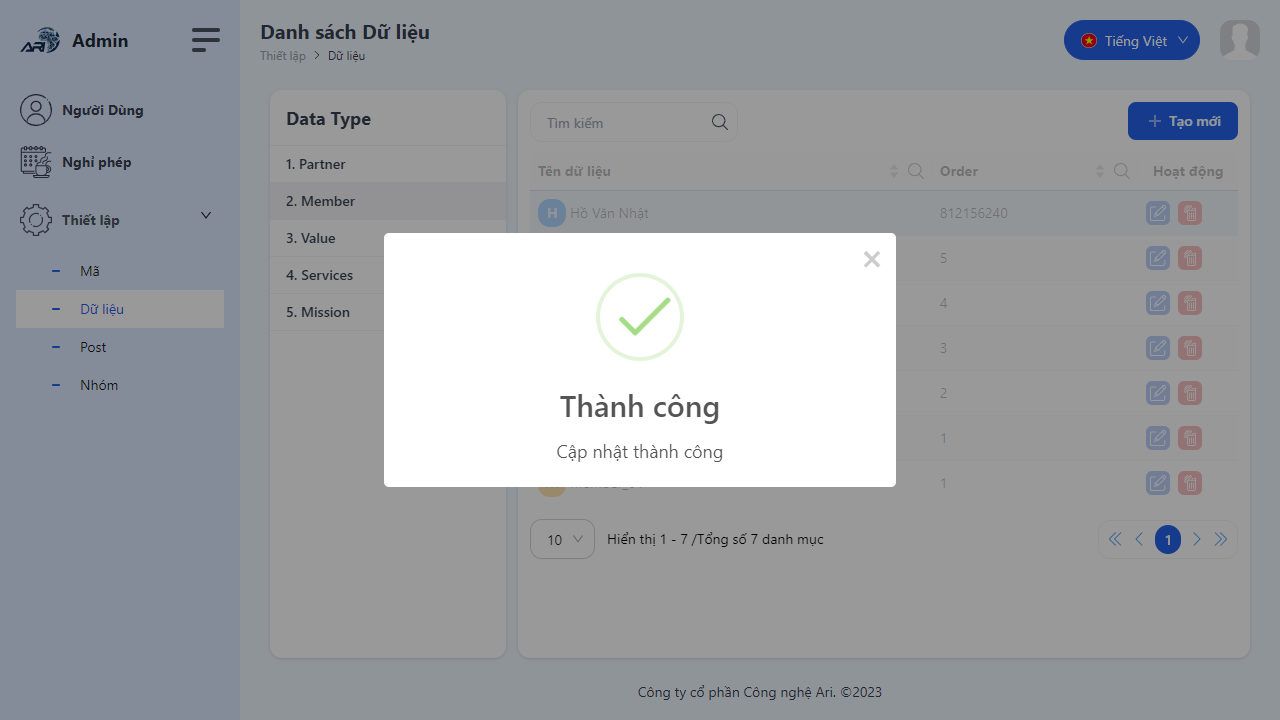 ARI Admin
Danh sách Dữ liệu
Thiết lập > Dữ liệu
Tiếng Việt
Người Dùng
Nghỉ phép
Thiết lập
Mã
Dữ liệu
Post
Nhóm
Data Type
1. Partner
2. Member
3. Value
4. Services
5. Mission
Tìm kiếm
Tạo mới
Tên dữ liệu Order Hoạt động
H Hồ Văn Nhật 812156240
5
4
3
2
1
1
×
Thành công
Cập nhật thành công
10 Hiển thị 1 - 7 /Tổng số 7 danh mục
1
Công ty cổ phần Công nghệ Ari. ©2023